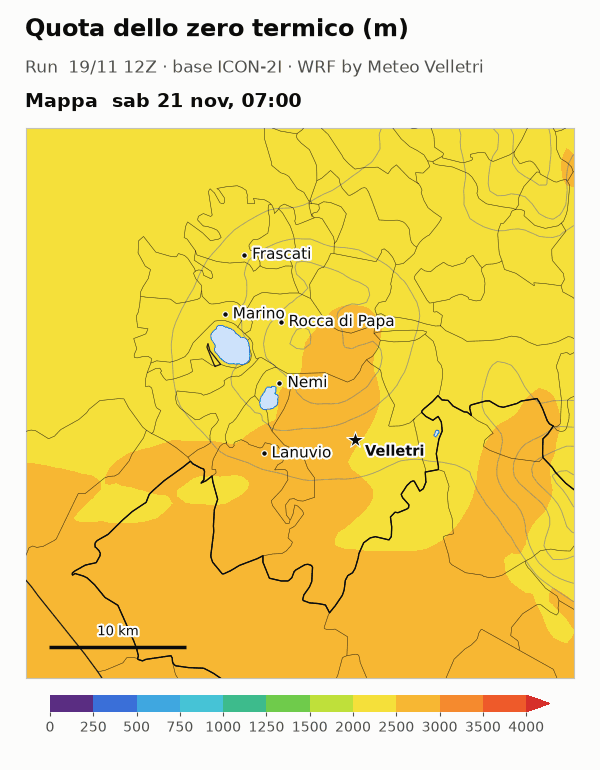 Quota dello zero termico (m)
Run  19/11 12Z · base ICON-2I · WRF by Meteo Velletri
Mappa  sab 21 nov, 07:00
Frascati
Marino
Rocca di Papa
Nemi
Velletri
Lanuvio
10 km
0 250 500 750 1000 1250 1500 2000 2500 3000 3500 4000